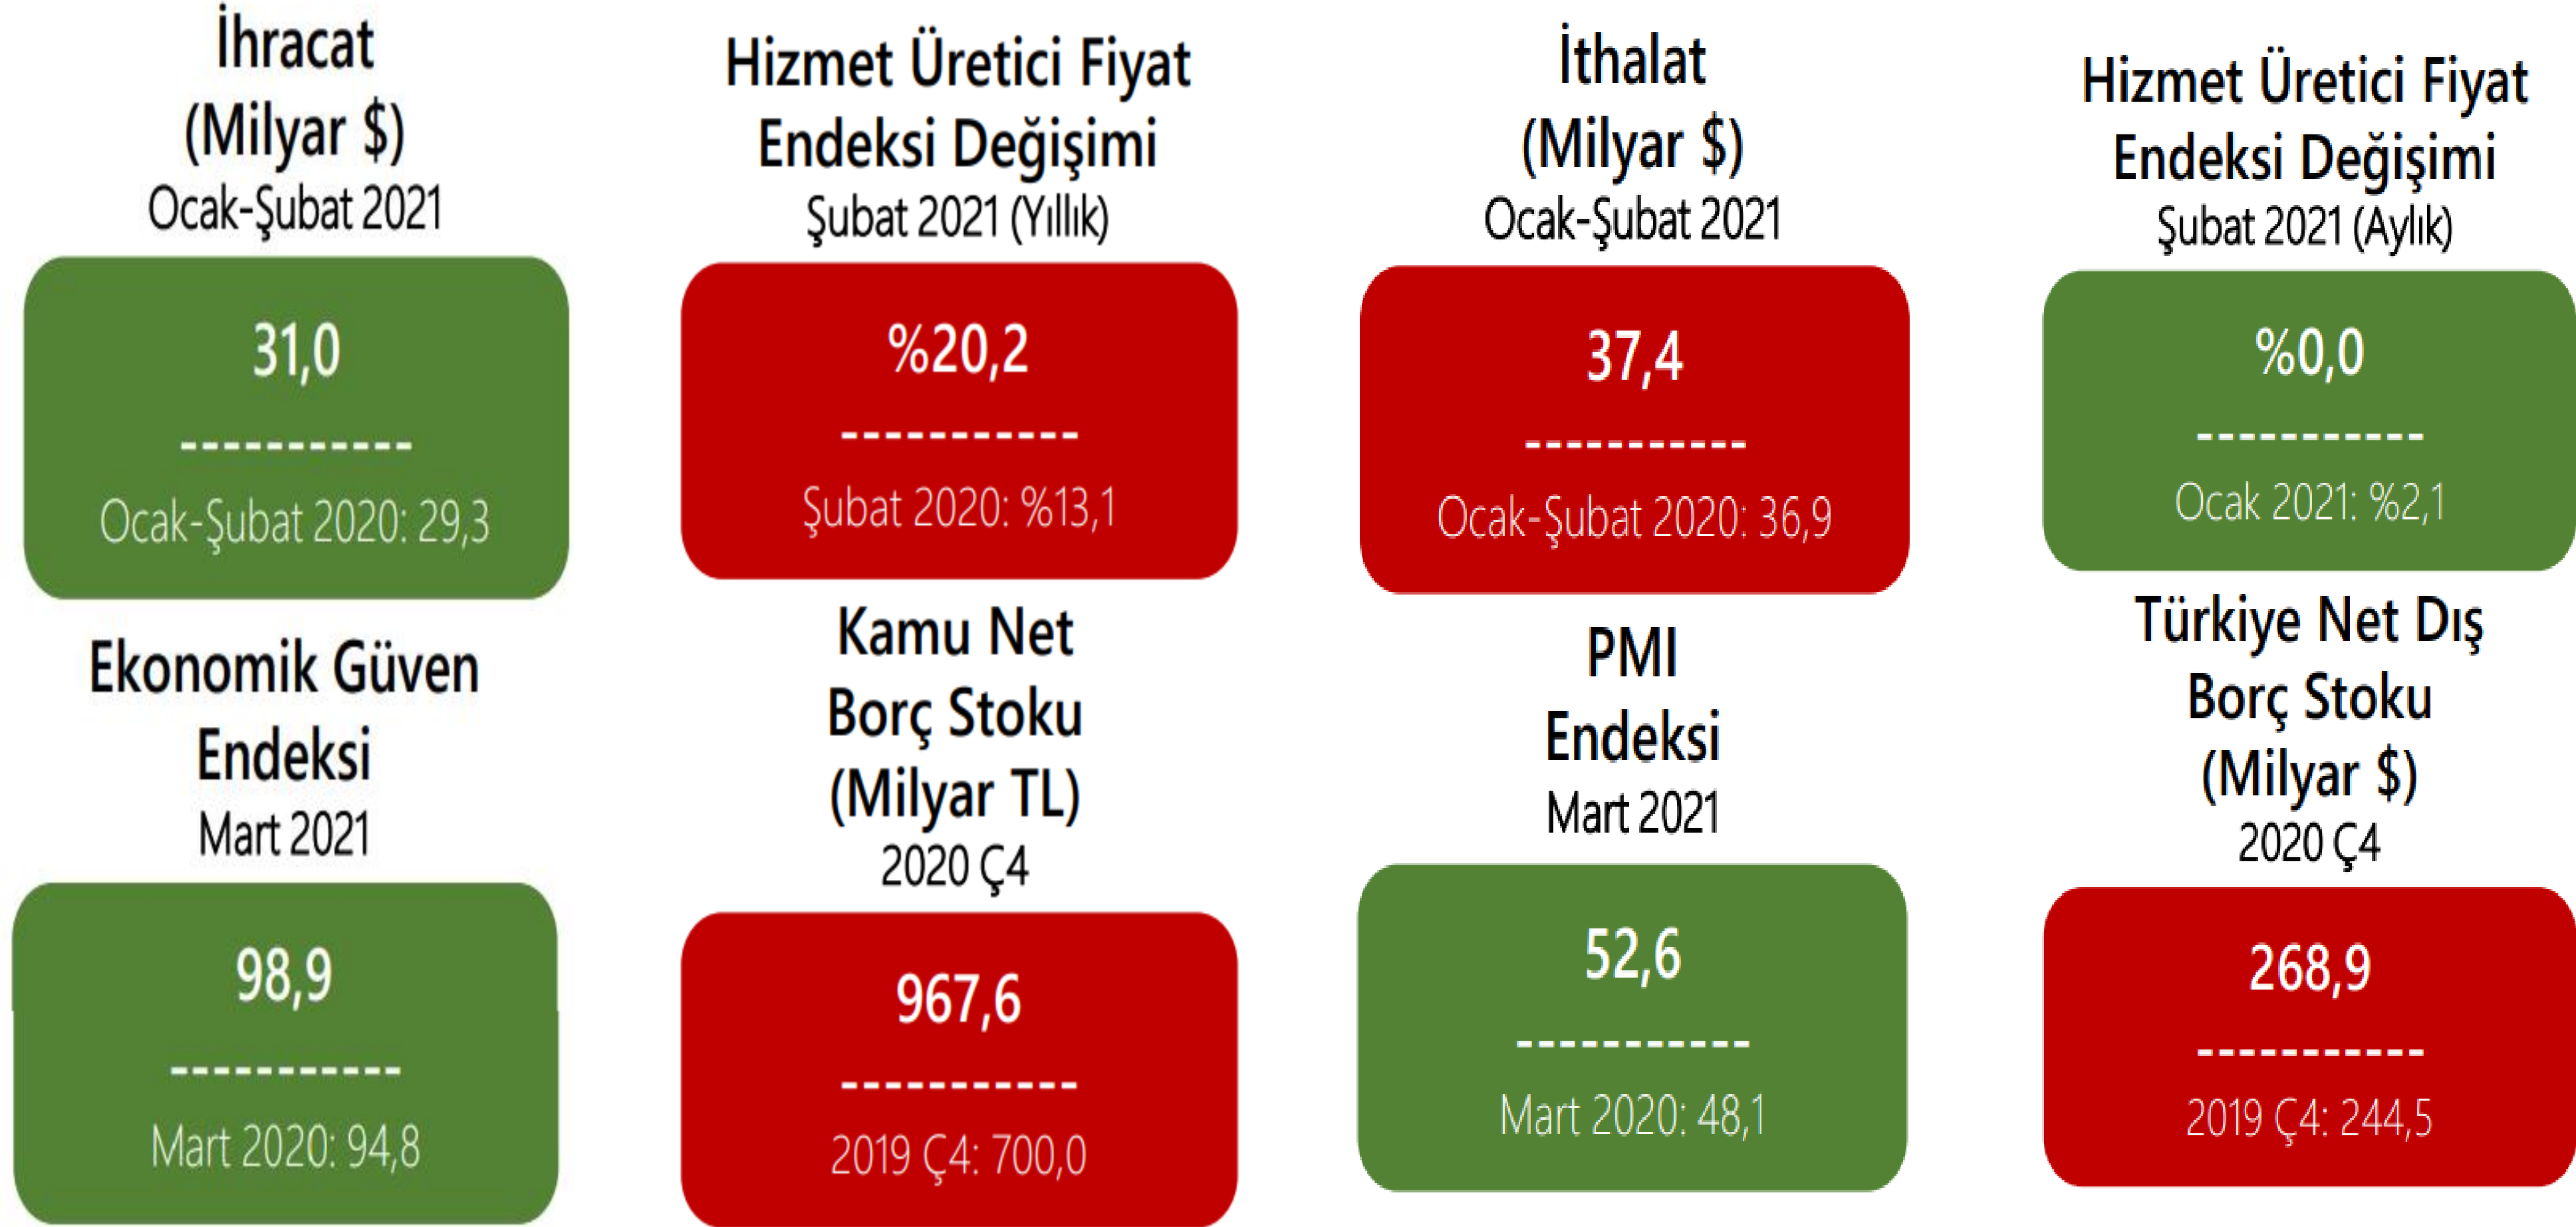 İhracat
(Milyar $)
Ocak-Şubat 2021
31,0
-----------
Ocak-Şubat 2020: 29,3
Hizmet Üretici Fiyat
Endeksi Değişimi
Şubat 2021 (Yıllık)
%20,2
-----------
Şubat 2020: %13,1
İthalat
(Milyar $)
Ocak-Şubat 2021
37,4
-----------
Ocak-Şubat 2020: 36,9
Hizmet Üretici Fiyat
Endeksi Değişimi
Şubat 2021 (Aylık)
%0,0
-----------
Ocak 2021: %2,1
Ekonomik Güven
Endeksi
Mart 2021
98,9
-----------
Mart 2020: 94,8
Kamu Net
Borç Stoku
(Milyar TL)
2020 Ç4
967,6
-----------
2019 Ç4: 700,0
PMI
Endeksi
Mart 2021
52,6
-----------
Mart 2020: 48,1
Türkiye Net Dış
Borç Stoku
(Milyar $)
2020 Ç4
268,9
-----------
2019 Ç4: 244,5